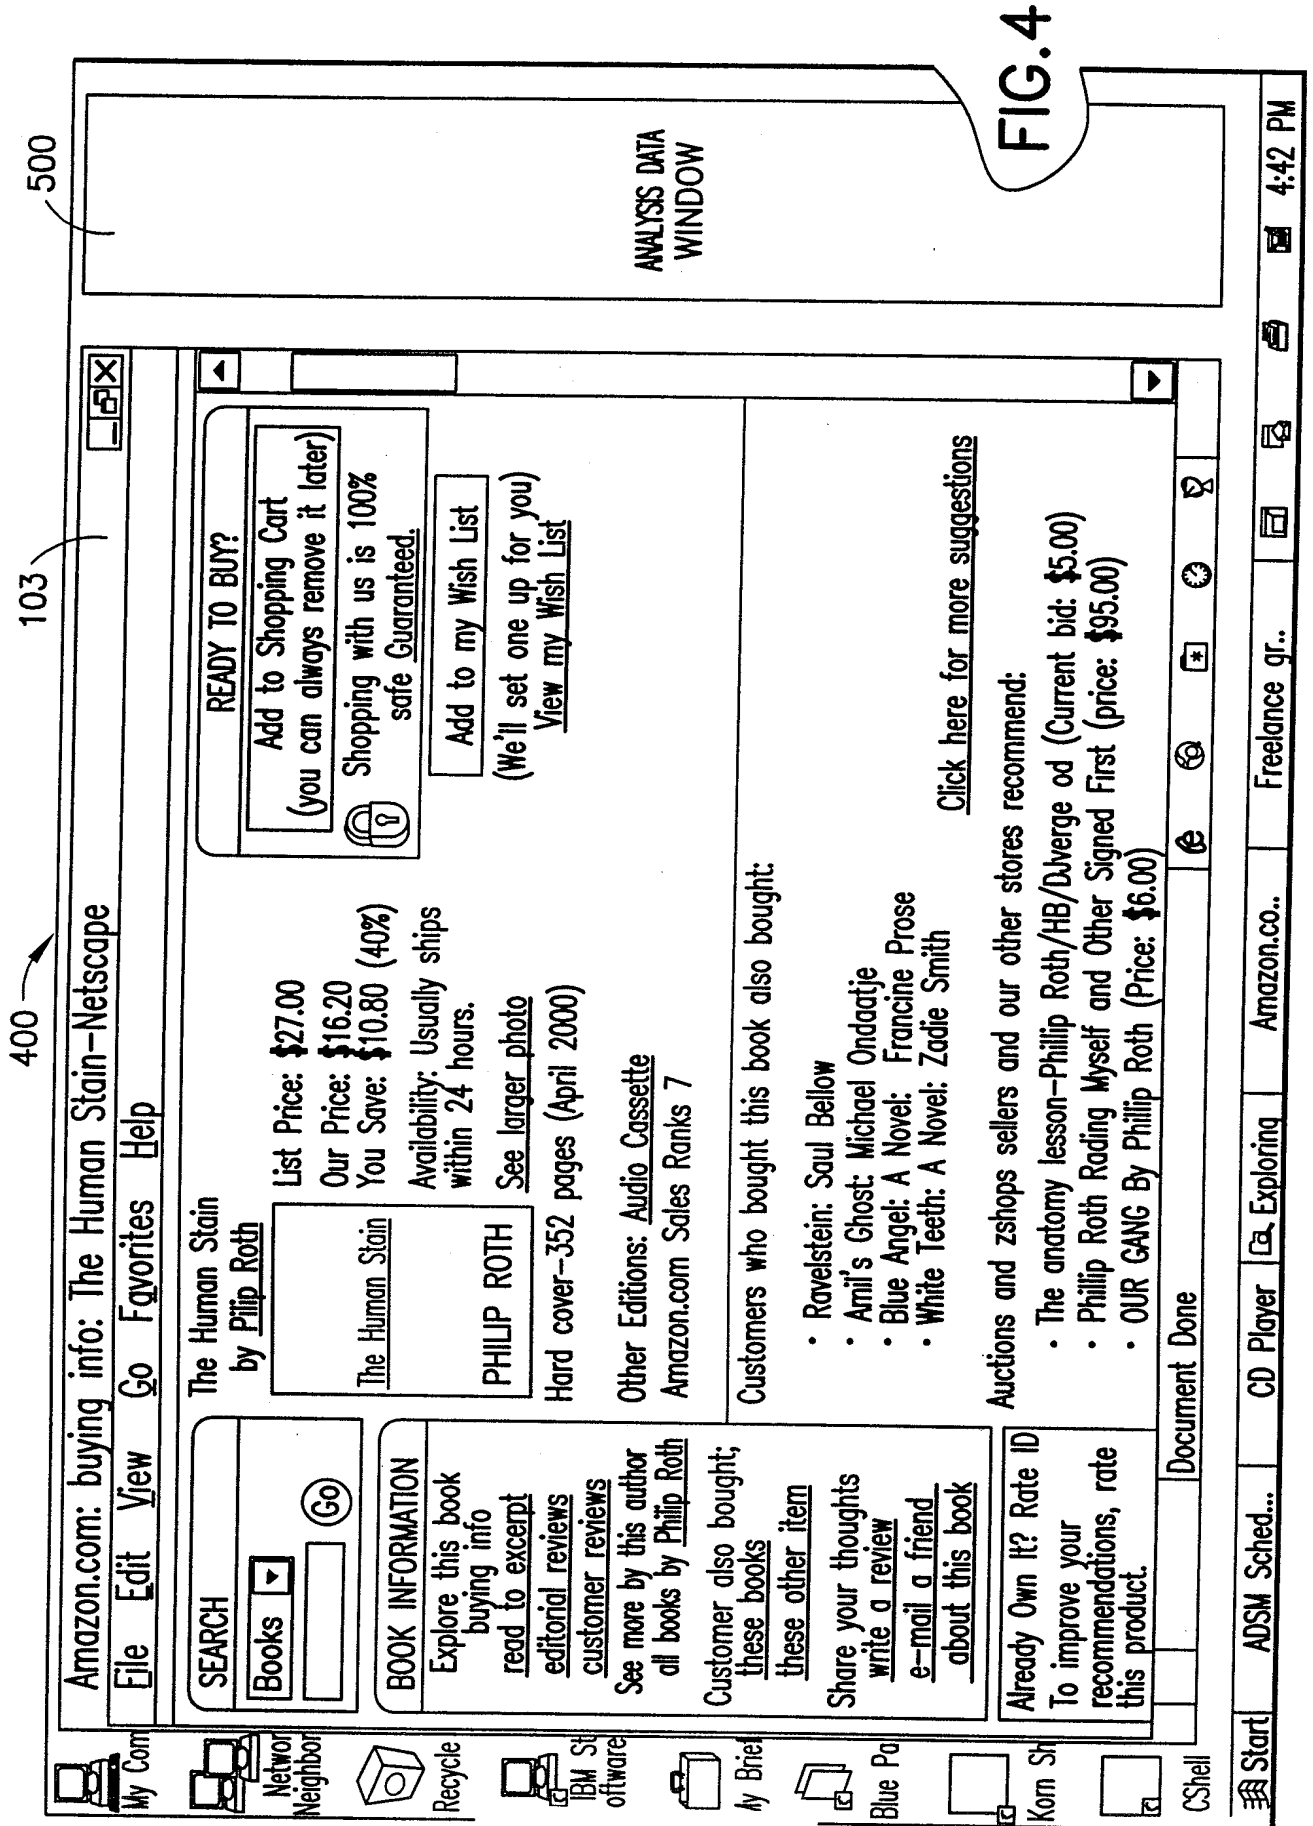 400
103
500
Amazon.com: buying info: The Human Stain-Netscape
File Edit View Go Favorites Help
SEARCH
Books
Go
BOOK INFORMATION
Explore this book
buying info
read to excerpt
editorial reviews
customer reviews
See more by this author
all books by Philip Roth
Customer also bought;
these books
these other item
Share your thoughts
write a review
e-mail a friend
about this book
Already Own It? Rate ID
To improve your
recommendations, rate
this product.
The Human Stain
by Pilip Roth
The Human Stain
PHILIP ROTH
List Price: $27.00
Our Price: $16.20
You Save: $10.80 (40%)
Availability: Usually ships
within 24 hours.
See larger photo
Hard cover-352 pages (April 2000)
Other Editions: Audio Cassette
Amazon.com Sales Ranks 7
READY TO BUY?
Add to Shopping Cart
(you can always remove it later)
Shopping with us is 100%
safe Guaranteed.
Add to my Wish List
(We'll set one up for you)
View my Wish List
Customers who bought this book also bought:
• Ravelstein: Saul Bellow
• Amil's Ghost: Michael Ondaatje
• Blue Angel: A Novel: Francine Prose
• White Teeth: A Novel: Zadie Smith
Click here for more suggestions
Auctions and zshops sellers and our other stores recommend:
• The anatomy lesson-Phillip Roth/HB/DJverge od (Current bid: $5.00)
• Phillip Roth Rading Myself and Other Signed First (price: $95.00)
• OUR GANG By Phillip Roth (Price: $6.00)
Document Done
ANALYSIS DATA
WINDOW
My Com
Networ
Neighbor
Recycle
IBM St
oftware
My Brief
Blue Pa
Korn Sh
CShell
Start ADSM Sched... CD Player Exploring Amazon.co.. Freelance gr.. 4:42 PM
FIG.4